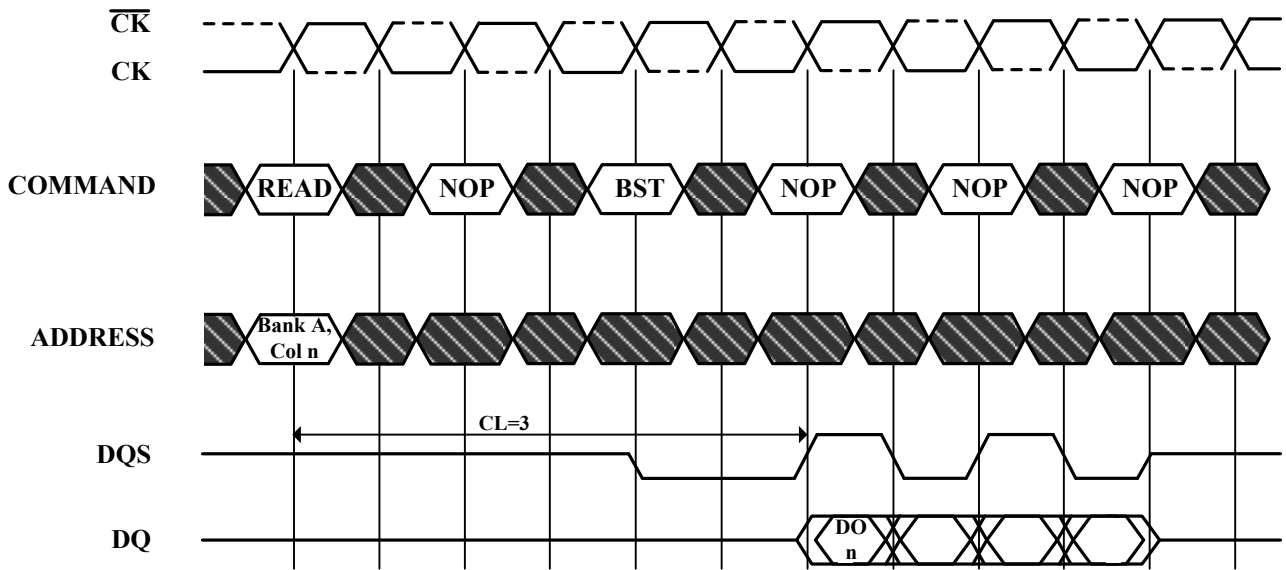 CK
CK
COMMAND READ NOP BST NOP NOP NOP
ADDRESS Bank A,
Col n
CL=3
DQS
DQ DO
n